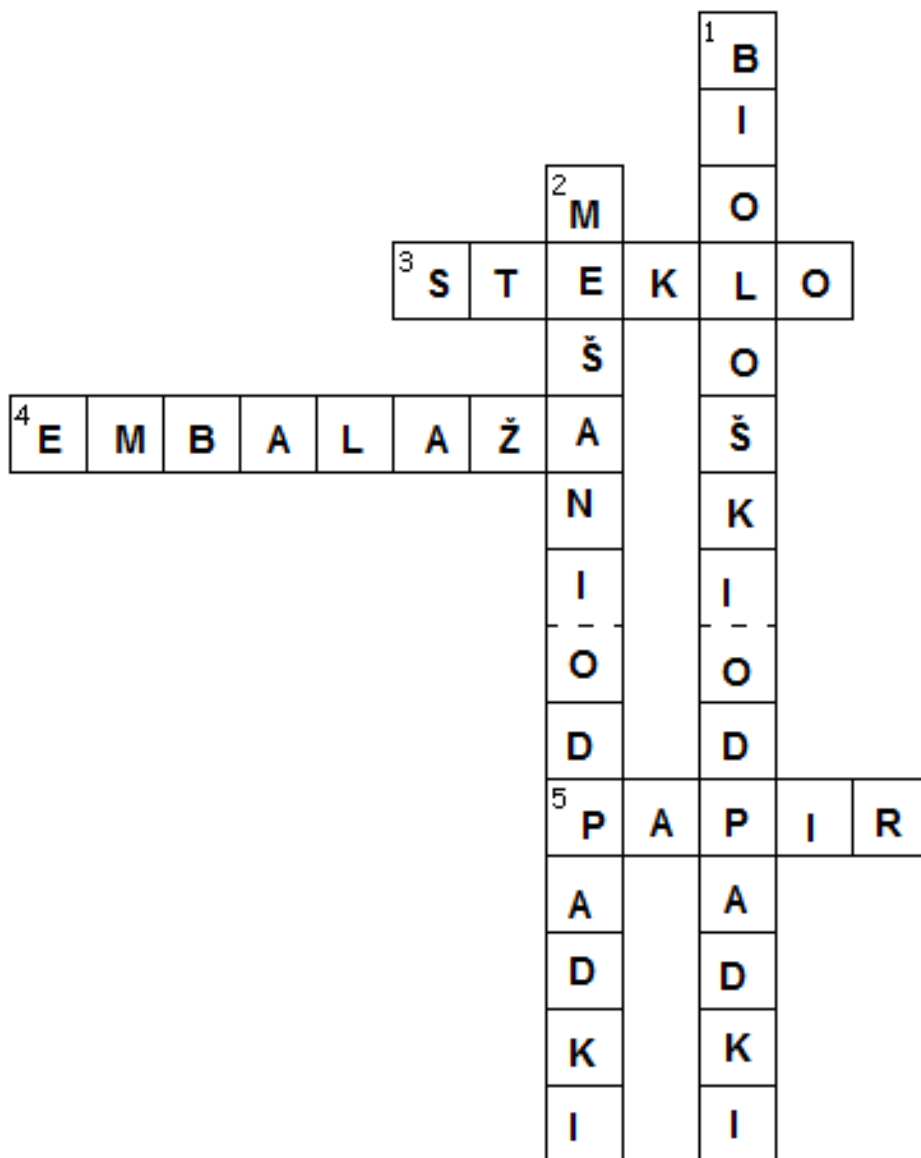 1 BIOLOŠKI ODPADKI
2 MEŠANI ODPADKI
3 STEKLO
4 EMBALAŽA
5 PAPIR